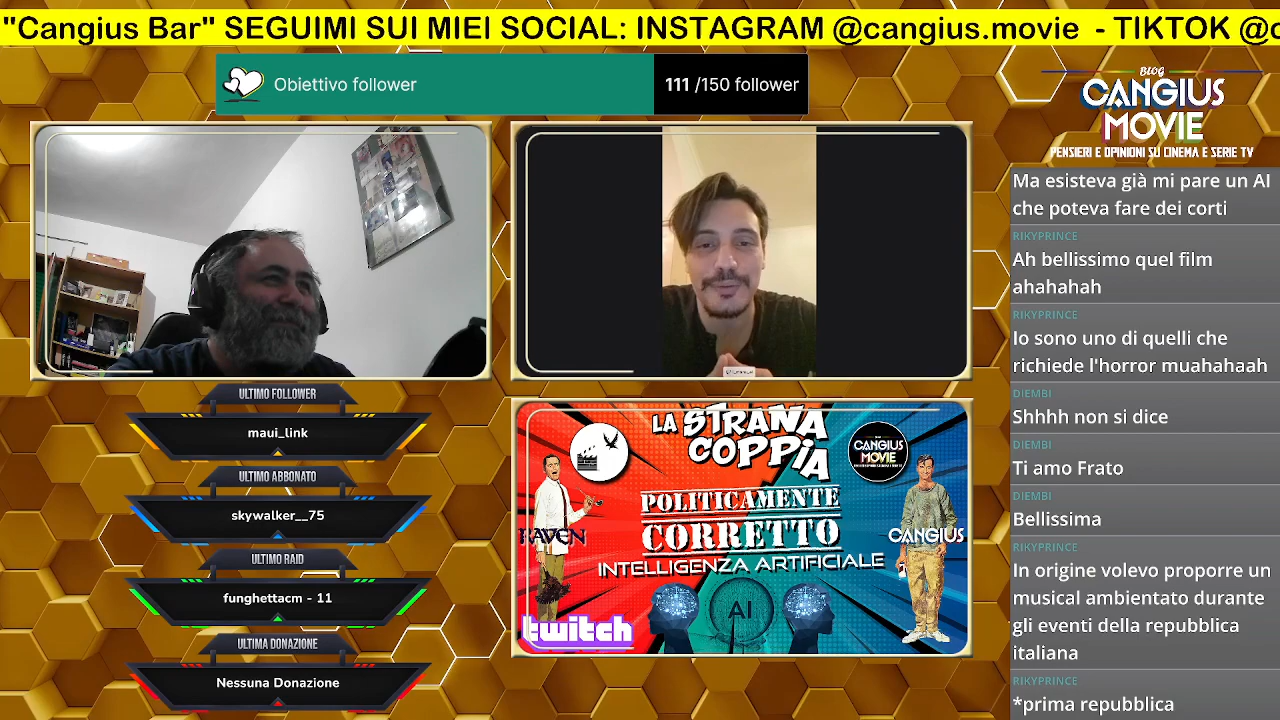 "Cangius Bar" SEGUIMI SUI MIEI SOCIAL: INSTAGRAM @cangius.movie - TIKTOK @c
Obiettivo follower
111 /150 follower
BLOG
CANGIUS
MOVIE
PENSIERI E OPINIONI SU CINEMA E SERIE TV
Ma esisteva già mi pare un AI
che poteva fare dei corti
RIKYPRINCE
Ah bellissimo quel film
ahahahah
RIKYPRINCE
Io sono uno di quelli che
richiede l'horror muahahaah
DIEMBI
Shhhh non si dice
DIEMBI
Ti amo Frato
DIEMBI
Bellissima
RIKYPRINCE
In origine volevo proporre un
musical ambientato durante
gli eventi della repubblica
italiana
RIKYPRINCE
*prima repubblica
ULTIMO FOLLOWER
maui_link
ULTIMO ABBONATO
skywalker__75
ULTIMO RAID
funghettacm - 11
ULTIMA DONAZIONE
Nessuna Donazione
LA STRANA
COPPIA
CANGIUS
MOVIE
POLITICAMENTE
CORRETTO
INTELLIGENZA ARTIFICIALE
RAVEN
CANGIUS
AI
twitch